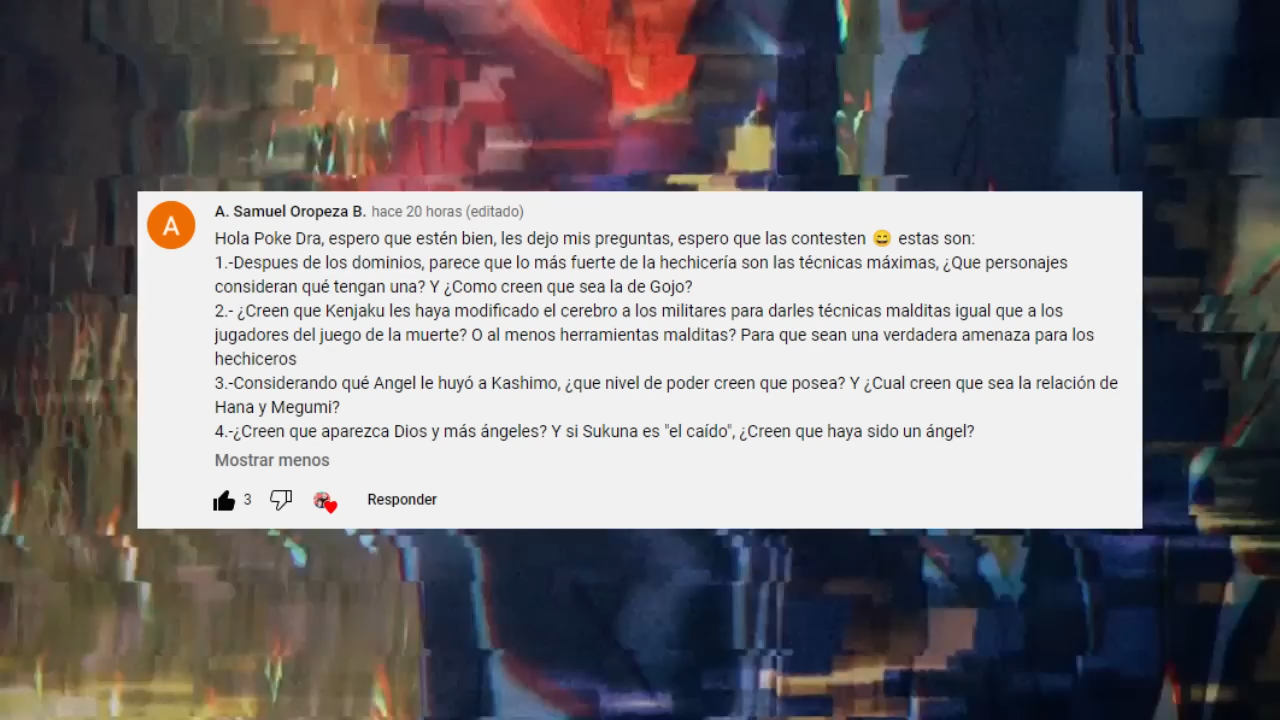 A
A. Samuel Oropeza B. hace 20 horas (editado)
Hola Poke Dra, espero que estén bien, les dejo mis preguntas, espero que las contesten 😄 estas son:
1.-Despues de los dominios, parece que lo más fuerte de la hechicería son las técnicas máximas, ¿Que personajes
consideran qué tengan una? Y ¿Como creen que sea la de Gojo?
2.- ¿Creen que Kenjaku les haya modificado el cerebro a los militares para darles técnicas malditas igual que a los
jugadores del juego de la muerte? O al menos herramientas malditas? Para que sean una verdadera amenaza para los
hechiceros
3.-Considerando qué Angel le huyó a Kashimo, ¿que nivel de poder creen que posea? Y ¿Cual creen que sea la relación de
Hana y Megumi?
4.-¿Creen que aparezca Dios y más ángeles? Y si Sukuna es "el caído", ¿Creen que haya sido un ángel?
Mostrar menos
3 Responder